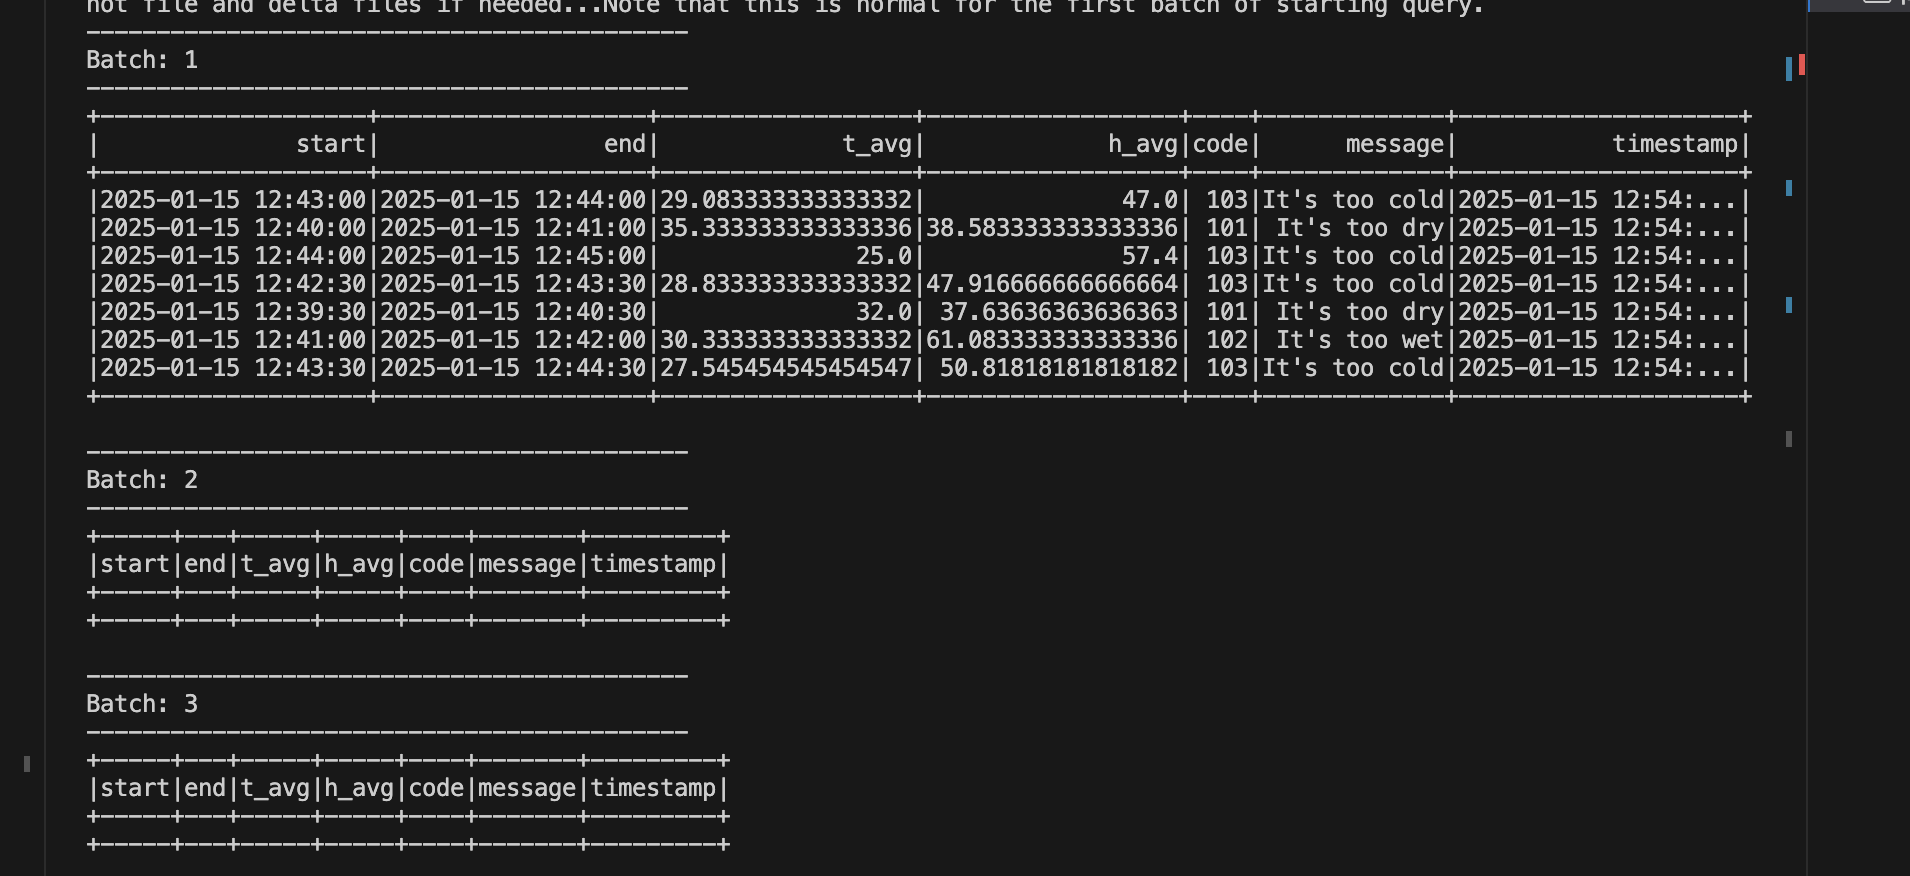 not file and delta files if needed...Note that this is normal for the first batch of starting query.
-------------------------------------------
Batch: 1
-------------------------------------------
+-------------------+-------------------+------------------+------------------+----+-------------+--------------------+
|              start|                end|             t_avg|             h_avg|code|      message|           timestamp|
+-------------------+-------------------+------------------+------------------+----+-------------+--------------------+
|2025-01-15 12:43:00|2025-01-15 12:44:00|29.083333333333332|              47.0| 103|It's too cold|2025-01-15 12:54:...|
|2025-01-15 12:40:00|2025-01-15 12:41:00|35.333333333333336|38.583333333333336| 101| It's too dry|2025-01-15 12:54:...|
|2025-01-15 12:44:00|2025-01-15 12:45:00|              25.0|              57.4| 103|It's too cold|2025-01-15 12:54:...|
|2025-01-15 12:42:30|2025-01-15 12:43:30|28.833333333333332|47.916666666666664| 103|It's too cold|2025-01-15 12:54:...|
|2025-01-15 12:39:30|2025-01-15 12:40:30|              32.0| 37.63636363636363| 101| It's too dry|2025-01-15 12:54:...|
|2025-01-15 12:41:00|2025-01-15 12:42:00|30.333333333333332|61.083333333333336| 102| It's too wet|2025-01-15 12:54:...|
|2025-01-15 12:43:30|2025-01-15 12:44:30|27.545454545454547| 50.81818181818182| 103|It's too cold|2025-01-15 12:54:...|
+-------------------+-------------------+------------------+------------------+----+-------------+--------------------+
-------------------------------------------
Batch: 2
-------------------------------------------
+-----+---+-----+-----+----+-------+---------+
|start|end|t_avg|h_avg|code|message|timestamp|
+-----+---+-----+-----+----+-------+---------+
+-----+---+-----+-----+----+-------+---------+
-------------------------------------------
Batch: 3
-------------------------------------------
+-----+---+-----+-----+----+-------+---------+
|start|end|t_avg|h_avg|code|message|timestamp|
+-----+---+-----+-----+----+-------+---------+
+-----+---+-----+-----+----+-------+---------+